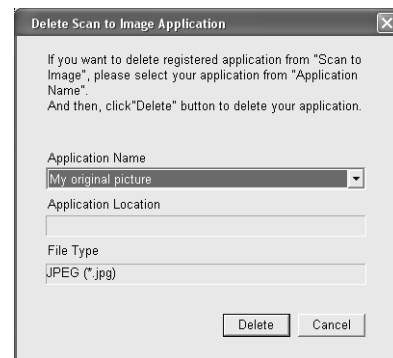 Delete Scan to Image Application
If you want to delete registered application from "Scan to
Image", please select your application from "Application
Name".
And then, click"Delete" button to delete your application.
Application Name
My original picture
Application Location
File Type
JPEG (*.jpg)
Delete Cancel